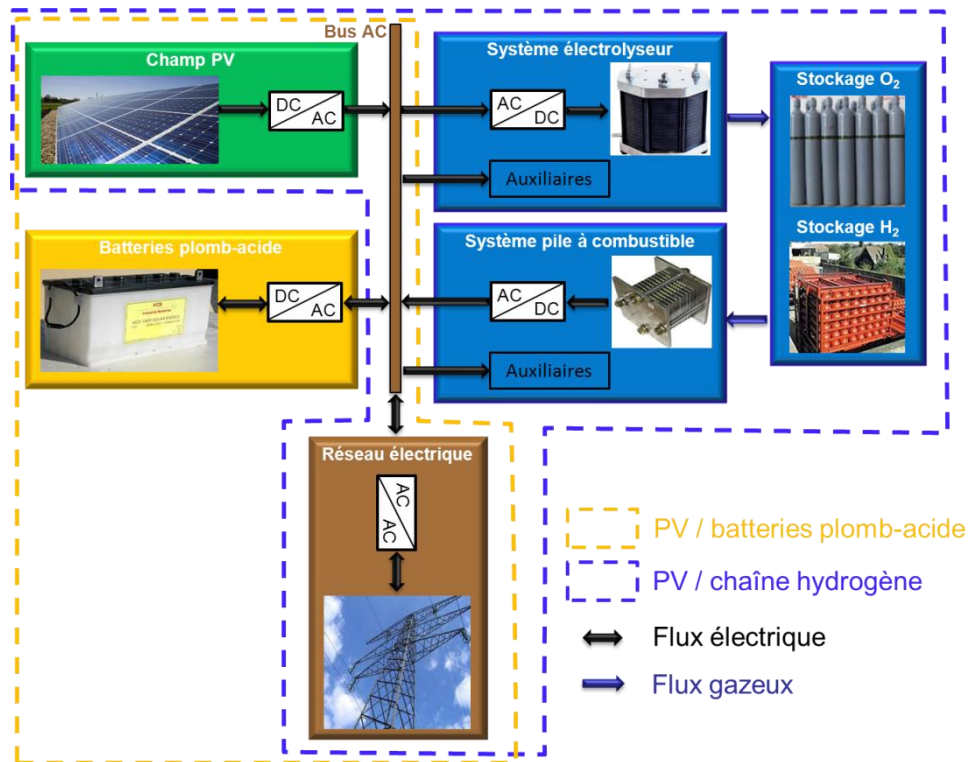 Bus AC
Champ PV
DC
AC
Système électrolyseur
AC
DC
Auxiliaires
Stockage O₂
Stockage H₂
Batteries plomb-acide
DC
AC
Système pile à combustible
AC
DC
Auxiliaires
Réseau électrique
AC
AC
PV / batteries plomb-acide
PV / chaîne hydrogène
Flux électrique
Flux gazeux